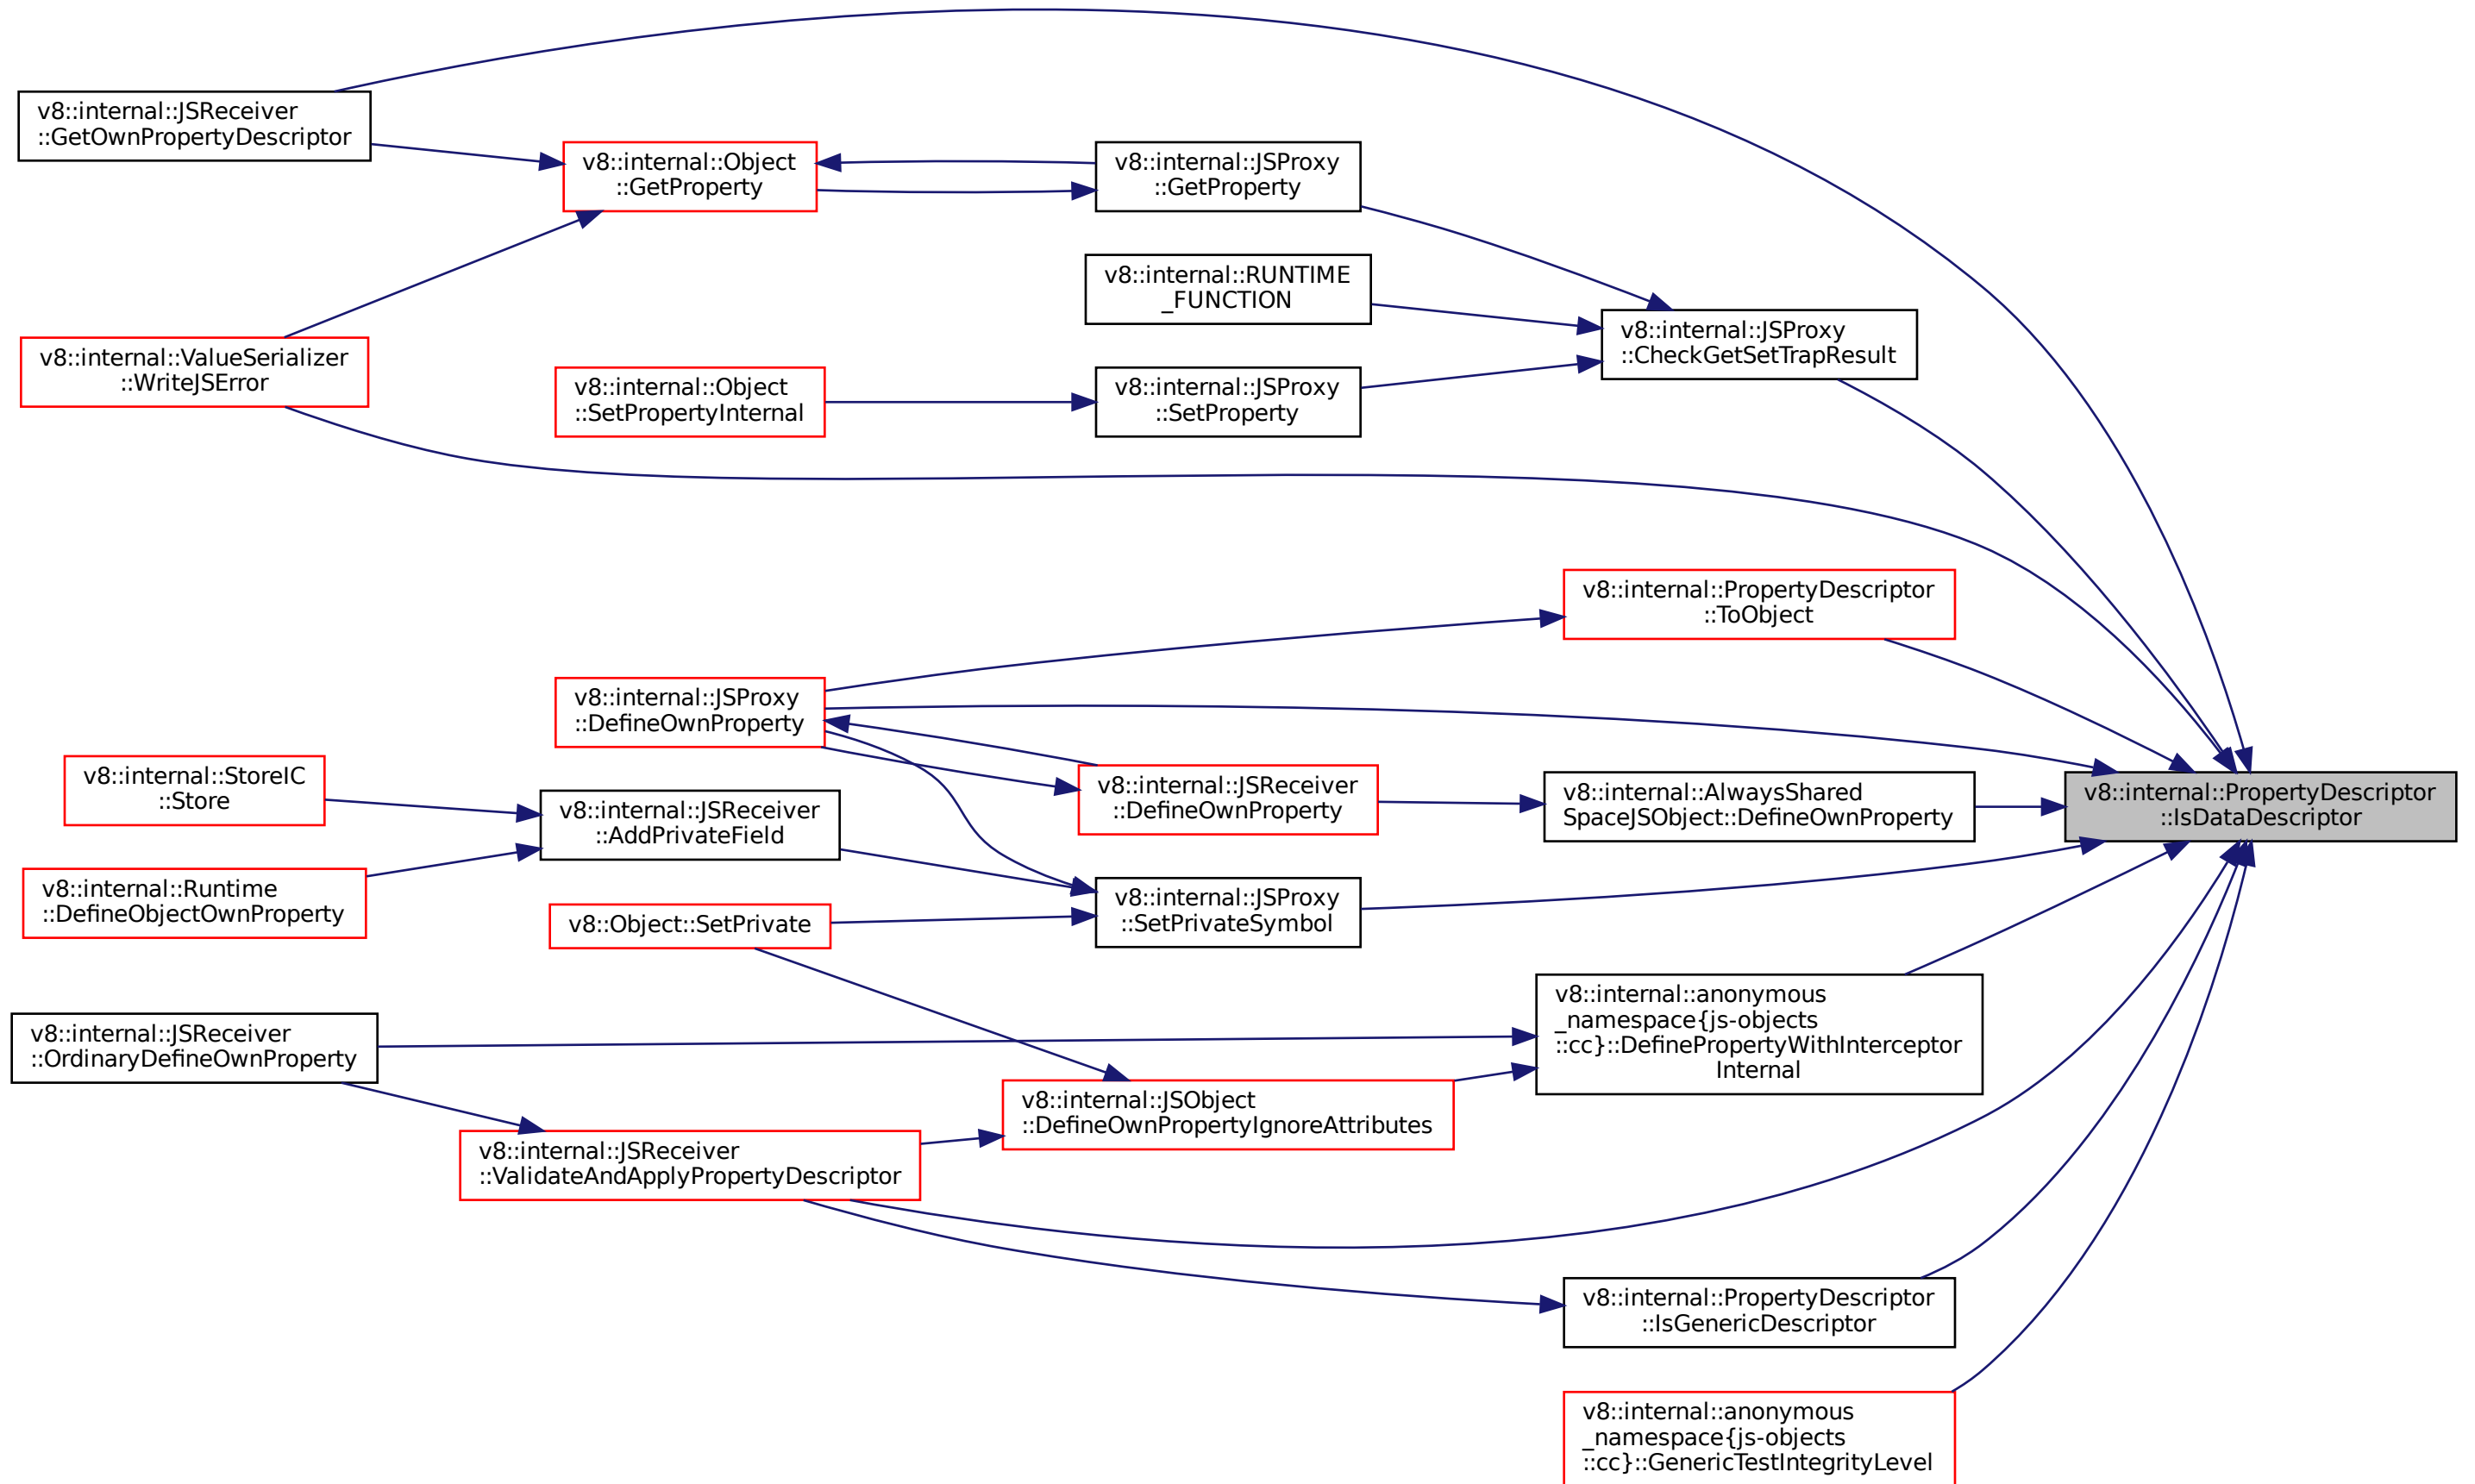 v8::internal::JSReceiver
::GetOwnPropertyDescriptor
v8::internal::Object
::GetProperty
v8::internal::JSProxy
::GetProperty
v8::internal::RUNTIME
_FUNCTION
v8::internal::JSProxy
::CheckGetSetTrapResult
v8::internal::ValueSerializer
::WriteJSError
v8::internal::Object
::SetPropertyInternal
v8::internal::JSProxy
::SetProperty
v8::internal::PropertyDescriptor
::ToObject
v8::internal::JSProxy
::DefineOwnProperty
v8::internal::StoreIC
::Store
v8::internal::JSReceiver
::AddPrivateField
v8::internal::JSReceiver
::DefineOwnProperty
v8::internal::AlwaysShared
SpaceJSObject::DefineOwnProperty
v8::internal::PropertyDescriptor
::IsDataDescriptor
v8::internal::Runtime
::DefineObjectOwnProperty
v8::Object::SetPrivate
v8::internal::JSProxy
::SetPrivateSymbol
v8::internal::JSReceiver
::OrdinaryDefineOwnProperty
v8::internal::anonymous
_namespace{js-objects
::cc}::DefinePropertyWithInterceptor
Internal
v8::internal::JSObject
::DefineOwnPropertyIgnoreAttributes
v8::internal::JSReceiver
::ValidateAndApplyPropertyDescriptor
v8::internal::PropertyDescriptor
::IsGenericDescriptor
v8::internal::anonymous
_namespace{js-objects
::cc}::GenericTestIntegrityLevel